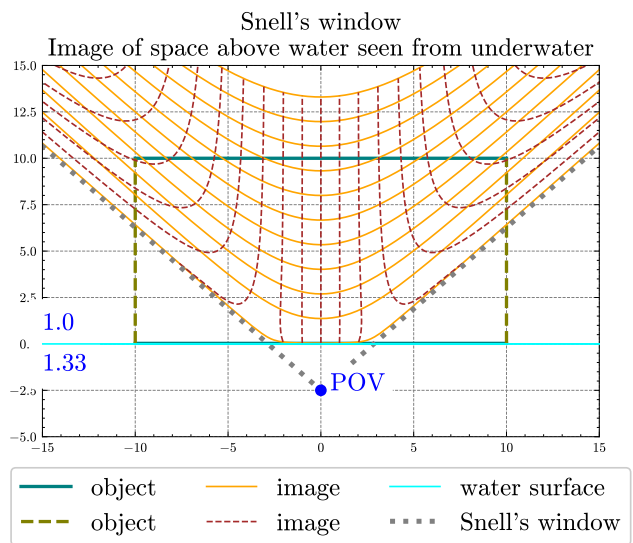 Snell's window
Image of space above water seen from underwater
15.0
12.5
10.0
7.5
5.0
2.5
0.
−2.5
−5.0
1.0
1.33
POV
−15 −10 −5 0 5 10 15
object image water surface
object image Snell's window